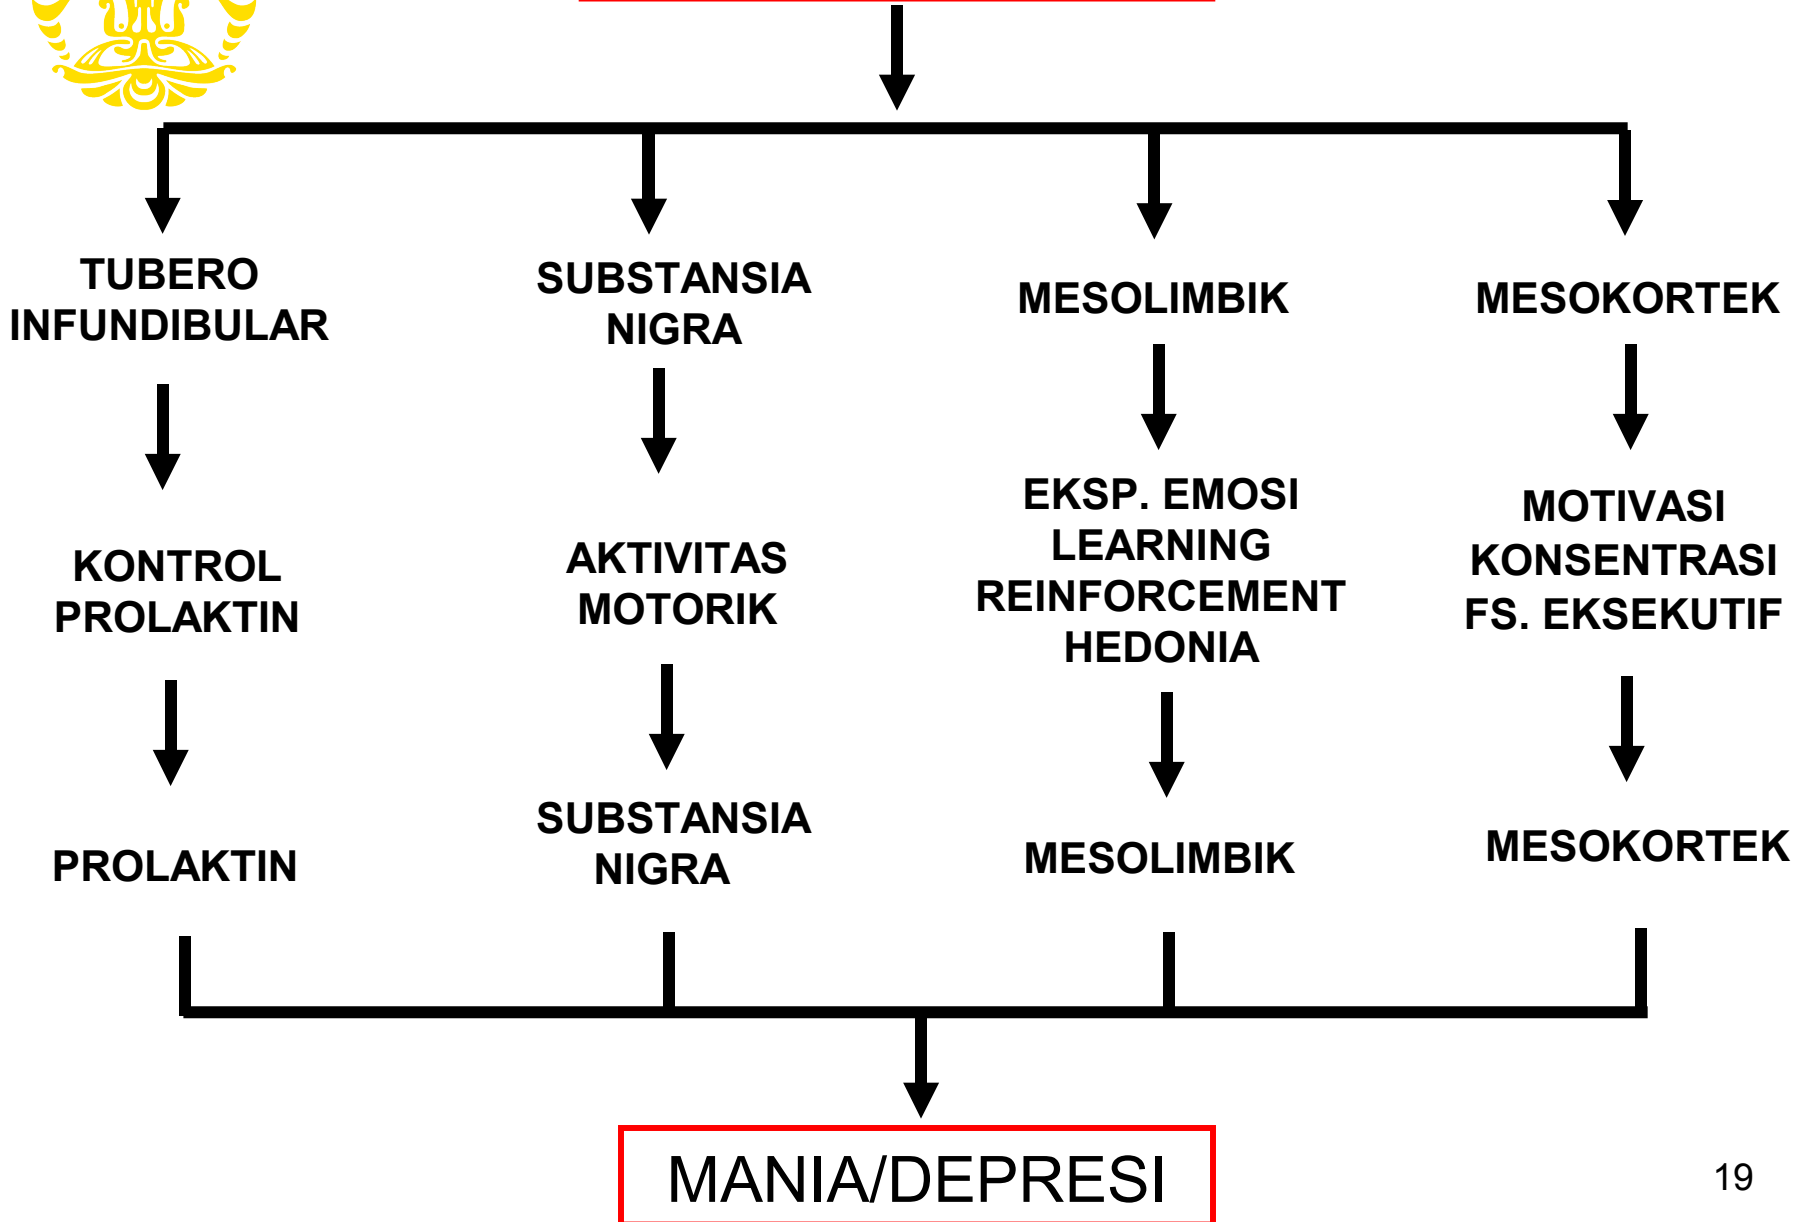 TUBERO
INFUNDIBULAR
SUBSTANSIA
NIGRA
MESOLIMBIK
MESOKORTEK
KONTROL
PROLAKTIN
AKTIVITAS
MOTORIK
EKSP. EMOSI
LEARNING
REINFORCEMENT
HEDONIA
MOTIVASI
KONSENTRASI
FS. EKSEKUTIF
PROLAKTIN
SUBSTANSIA
NIGRA
MESOLIMBIK
MESOKORTEK
MANIA/DEPRESI
19